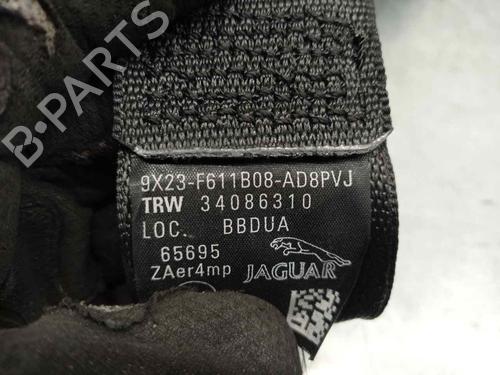 B-PARTS
9X23-F611B08-AD8PVJ
TRW 34086310
LOC. BBDUA
65695
ZAer4mp JAGUAR